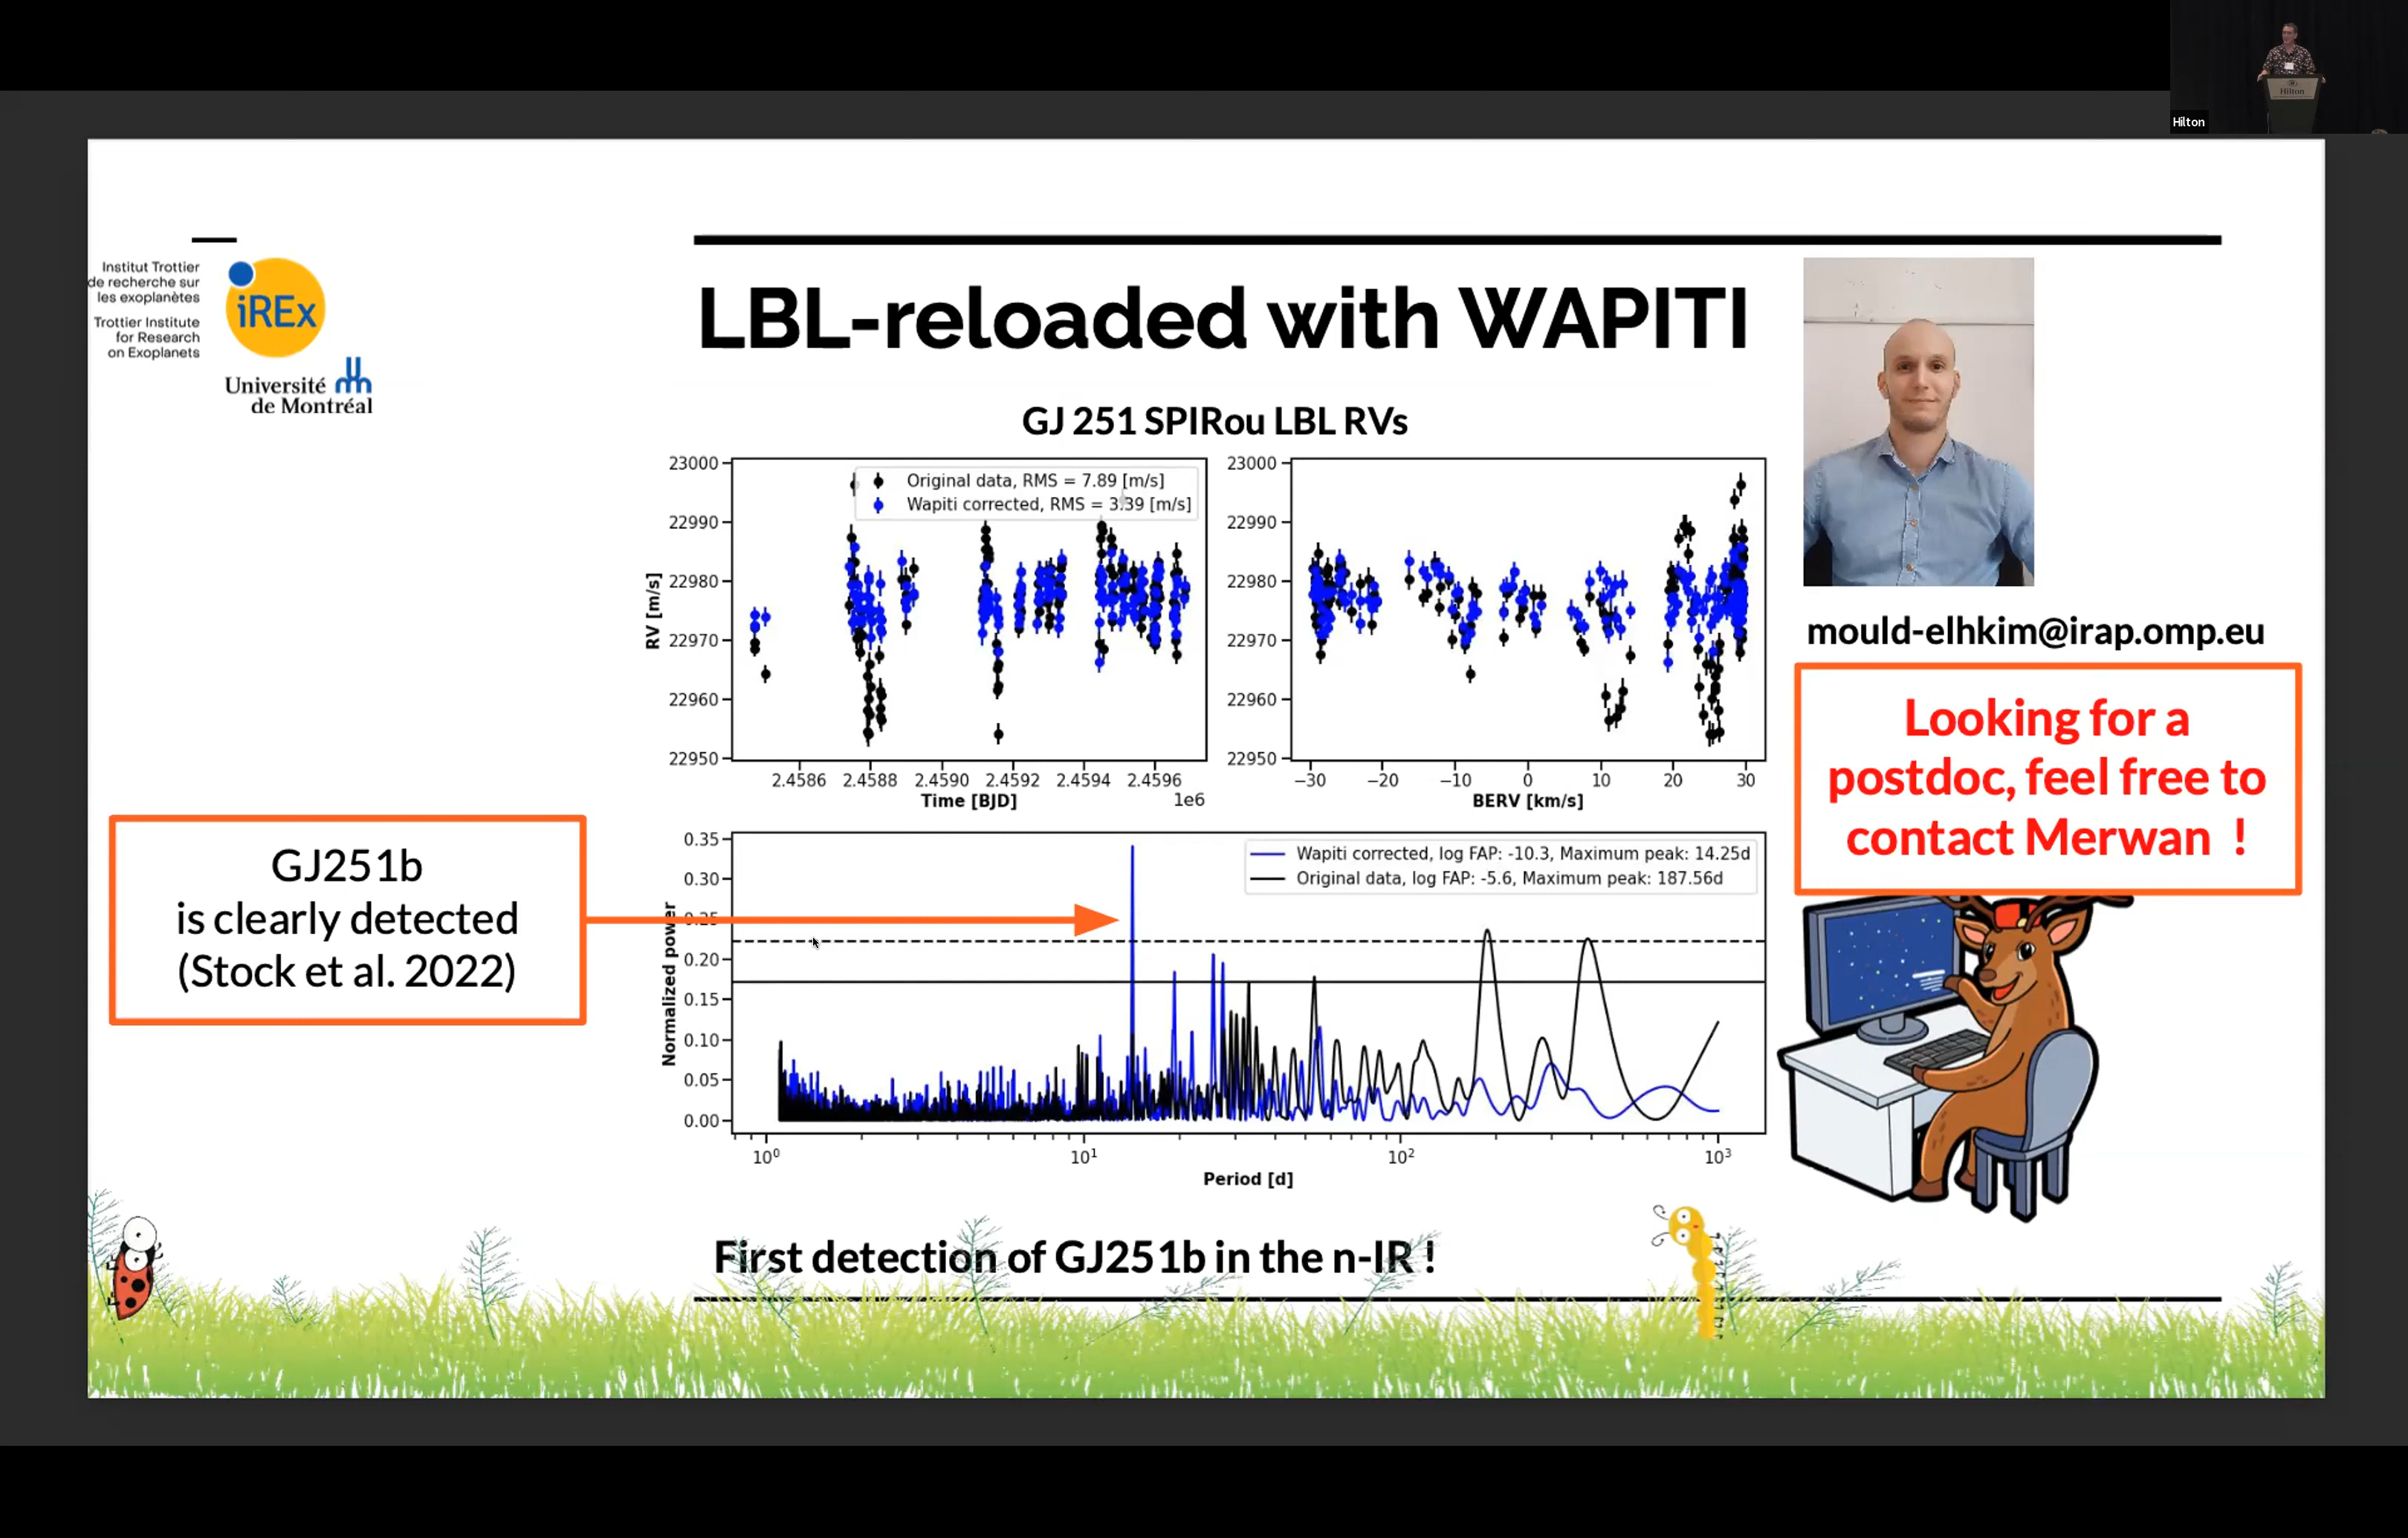 Hilton
Hilton
Institut Trottier
de recherche sur
les exoplanètes
Trottier Institute
for Research
on Exoplanets
iREx
Université
de Montréal
LBL-reloaded with WAPITI
GJ 251 SPIRou LBL RVs
23000
22990
22980
22970
22960
22950
RV [m/s]
Original data, RMS = 7.89 [m/s]
Wapiti corrected, RMS = 3.39 [m/s]
2.4586 2.4588 2.4590 2.4592 2.4594 2.4596
Time [BJD]
1e6
23000
22990
22980
22970
22960
22950
−30 −20 −10 0 10 20 30
BERV [km/s]
mould-elhkim@irap.omp.eu
Looking for a
postdoc, feel free to
contact Merwan !
GJ251b
is clearly detected
(Stock et al. 2022)
0.35
0.30
0.25
0.20
0.15
0.10
0.05
0.00
Normalized power
Wapiti corrected, log FAP: -10.3, Maximum peak: 14.25d
Original data, log FAP: -5.6, Maximum peak: 187.56d
10⁰ 10¹ 10² 10³
Period [d]
First detection of GJ251b in the n-IR !